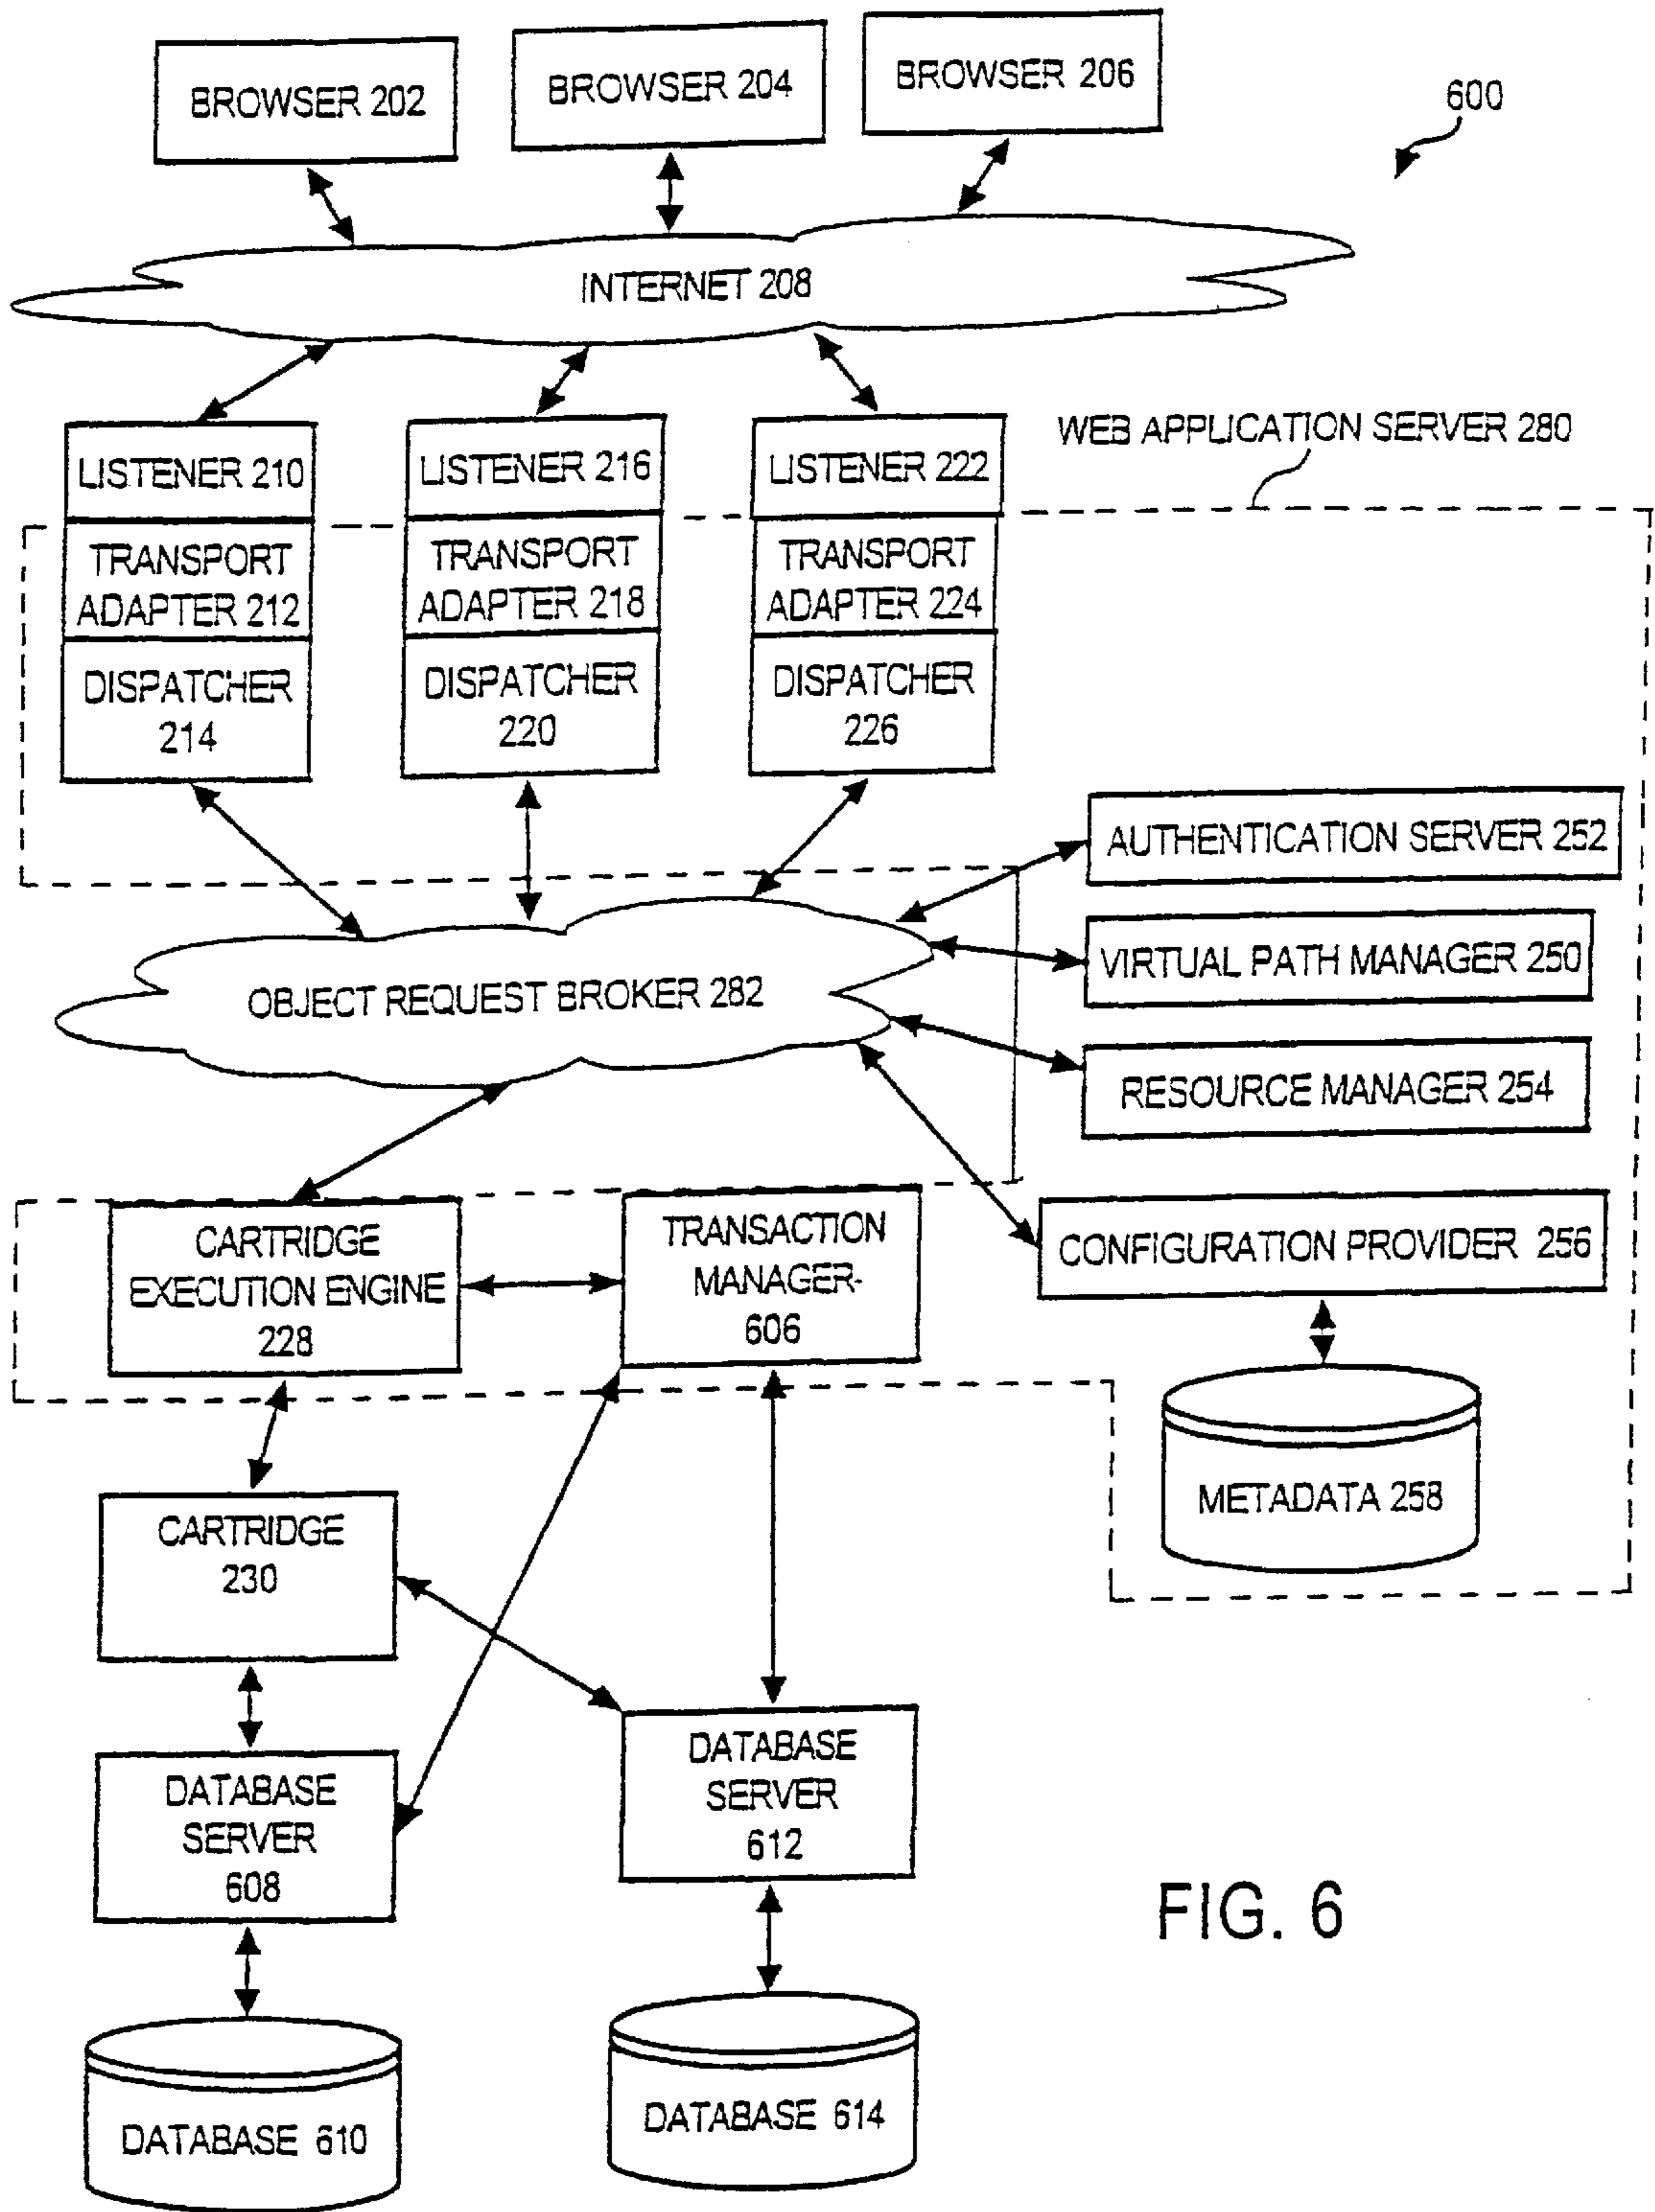 BROWSER 202
BROWSER 204
BROWSER 206
600
INTERNET 208
WEB APPLICATION SERVER 280
LISTENER 210
TRANSPORT
ADAPTER 212
DISPATCHER
214
LISTENER 216
TRANSPORT
ADAPTER 218
DISPATCHER
220
LISTENER 222
TRANSPORT
ADAPTER 224
DISPATCHER
226
AUTHENTICATION SERVER 252
VIRTUAL PATH MANAGER 250
OBJECT REQUEST BROKER 282
RESOURCE MANAGER 254
CARTRIDGE
EXECUTION ENGINE
228
TRANSACTION
MANAGER-
606
CONFIGURATION PROVIDER 256
METADATA 258
CARTRIDGE
230
DATABASE
SERVER
608
DATABASE
SERVER
612
FIG. 6
DATABASE 610
DATABASE 614